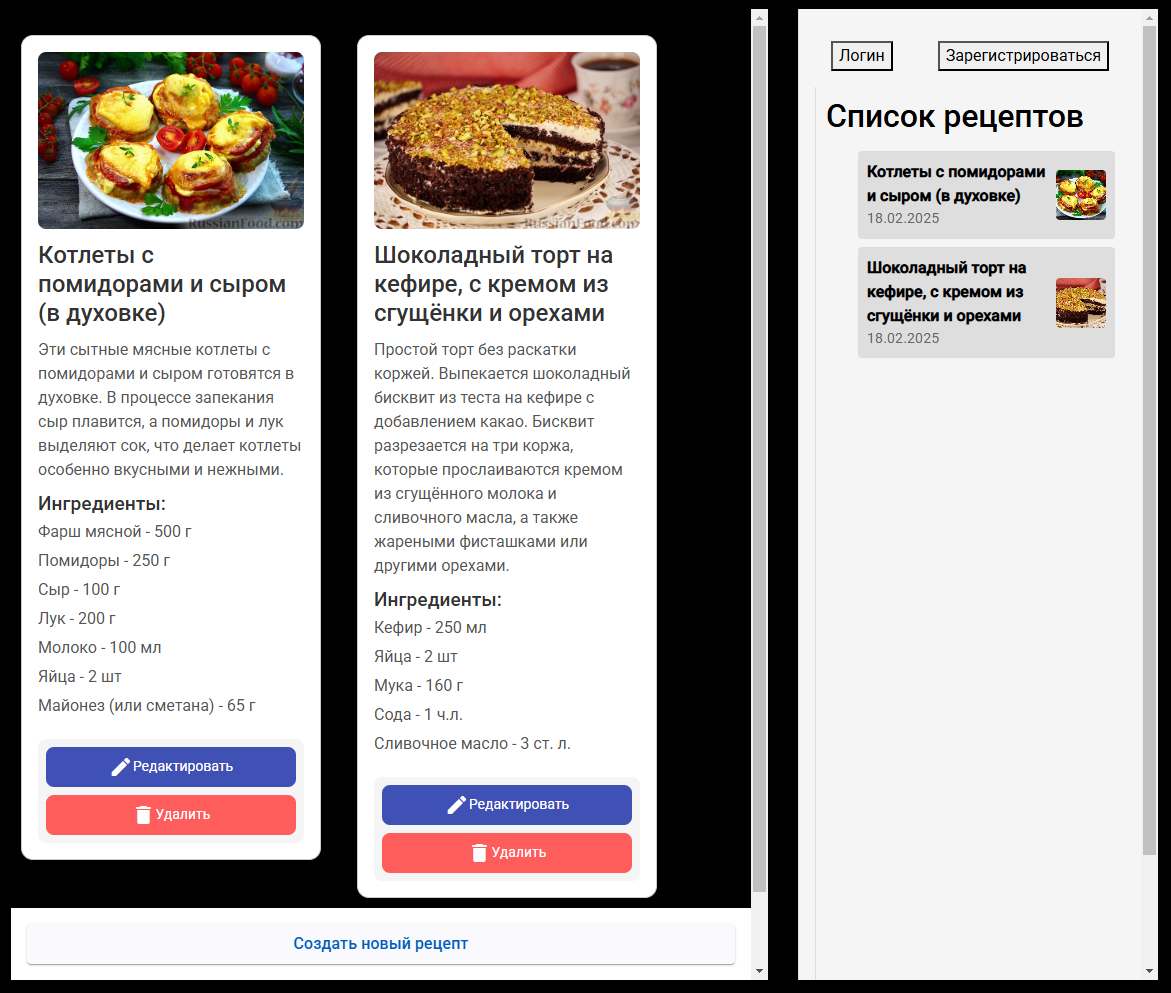 RussianFood.com
Котлеты с
помидорами и сыром
(в духовке)
Эти сытные мясные котлеты с
помидорами и сыром готовятся в
духовке. В процессе запекания
сыр плавится, а помидоры и лук
выделяют сок, что делает котлеты
особенно вкусными и нежными.
Ингредиенты:
Фарш мясной - 500 г
Помидоры - 250 г
Сыр - 100 г
Лук - 200 г
Молоко - 100 мл
Яйца - 2 шт
Майонез (или сметана) - 65 г
Редактировать
Удалить
RussianFood.com
Шоколадный торт на
кефире, с кремом из
сгущёнки и орехами
Простой торт без раскатки
коржей. Выпекается шоколадный
бисквит из теста на кефире с
добавлением какао. Бисквит
разрезается на три коржа,
которые прослаиваются кремом
из сгущённого молока и
сливочного масла, а также
жареными фисташками или
другими орехами.
Ингредиенты:
Кефир - 250 мл
Яйца - 2 шт
Мука - 160 г
Сода - 1 ч.л.
Сливочное масло - 3 ст. л.
Редактировать
Удалить
Создать новый рецепт
Логин
Зарегистрироваться
Список рецептов
Котлеты с помидорами
и сыром (в духовке)
18.02.2025
Шоколадный торт на
кефире, с кремом из
сгущёнки и орехами
18.02.2025